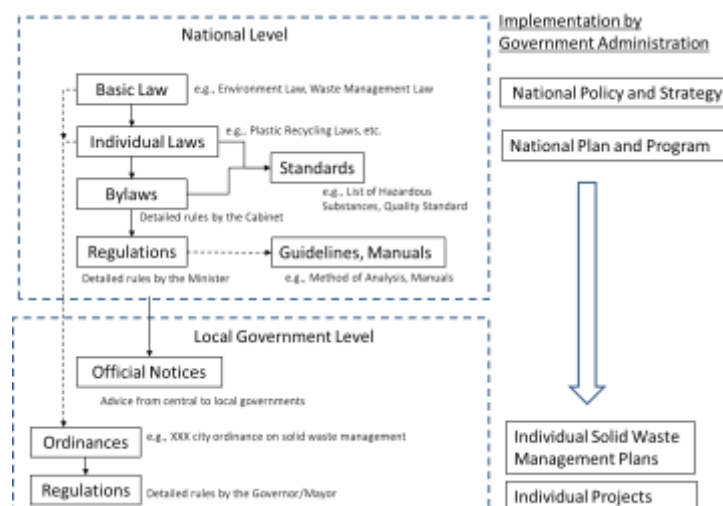 National Level
Basic Law
e.g., Environment Law, Waste Management Law
Individual Laws
e.g., Plastic Recycling Laws, etc.
Standards
e.g., List of Hazardous
Substances, Quality Standard
Bylaws
Detailed rules by the Cabinet
Regulations
Detailed rules by the Minister
Guidelines, Manuals
e.g., Method of Analysis, Manuals
Local Government Level
Official Notices
Advice from central to local governments
Ordinances
e.g., XXX city ordinance on solid waste management
Regulations
Detailed rules by the Governor/Mayor
Implementation by
Government Administration
National Policy and Strategy
National Plan and Program
Individual Solid Waste
Management Plans
Individual Projects